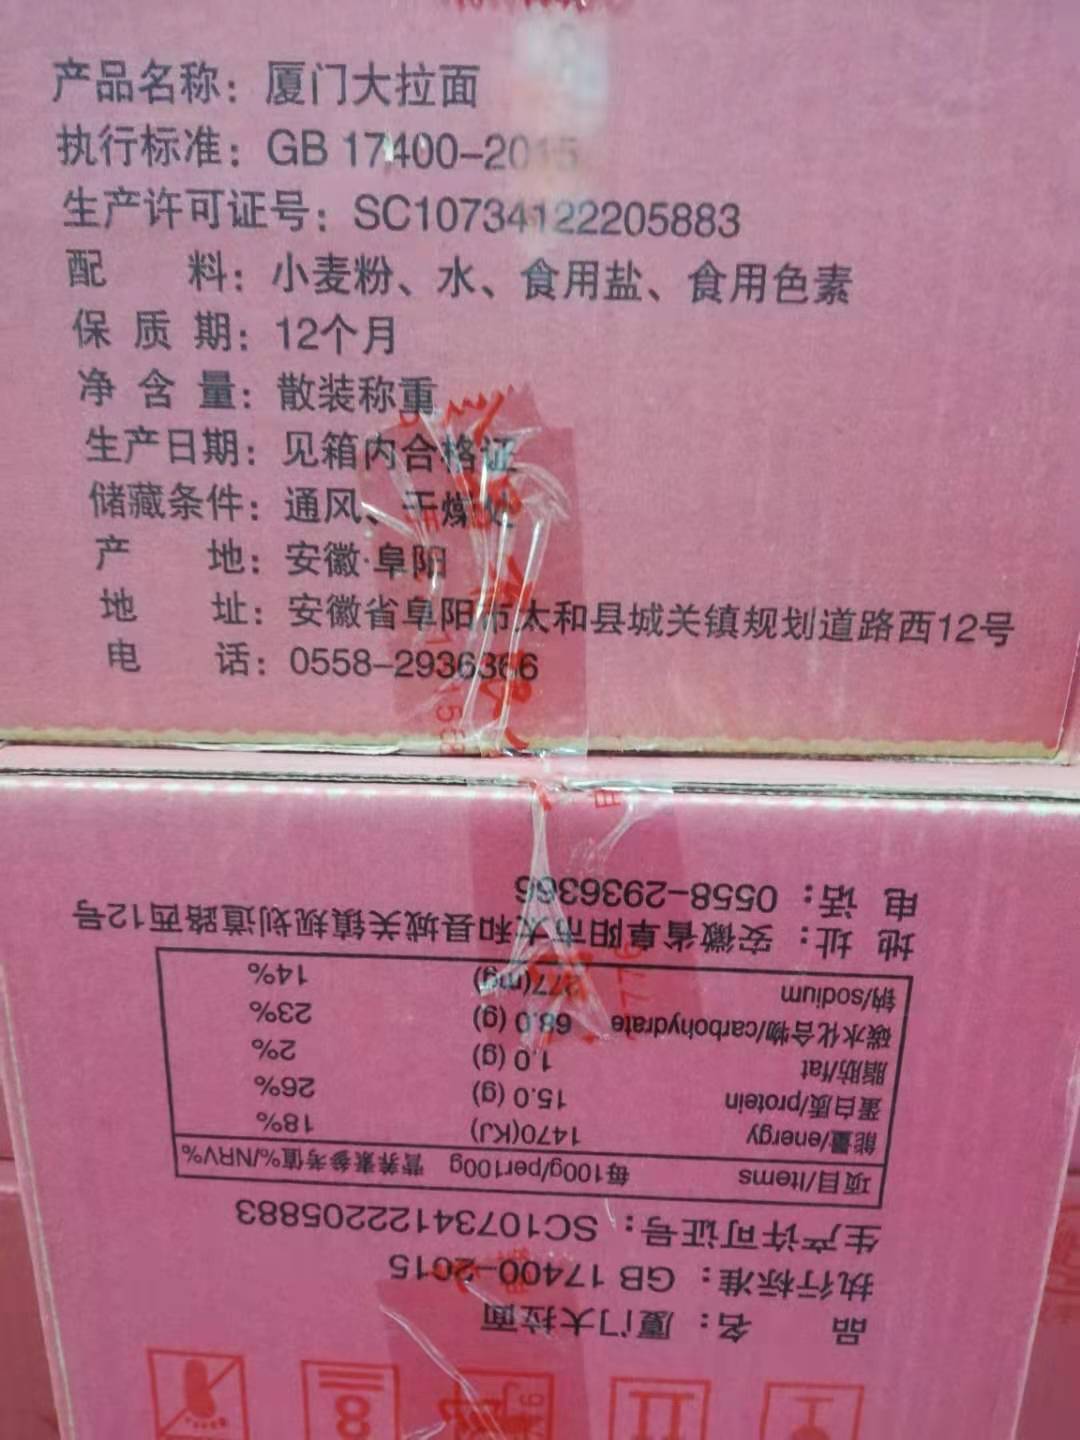 产品名称：厦门大拉面
执行标准：GB 17400-2015
生产许可证号：SC10734122205883
配 料：小麦粉、水、食用盐、食用色素
保 质 期：12个月
净 含 量：散装称重
生产日期：见箱内合格证
储藏条件：通风、干燥处
产 地：安徽·阜阳
地 址：安徽省阜阳市太和县城关镇规划道路西12号
电 话：0558-2936366
品 名：厦门大拉面
执行标准：GB 17400-2015
生产许可证号：SC10734122205883
项目/Items 每100g/per100g 营养素参考值%/NRV%
能量/energy 1470(KJ) 18%
蛋白质/protein 15.0 (g) 26%
脂肪/fat 1.0 (g) 2%
碳水化合物/carbohydrate 68.0 (g) 23%
钠/sodium 277(mg) 14%
地 址：安徽省阜阳市太和县城关镇规划道路西12号
电 话：0558-2936366
8